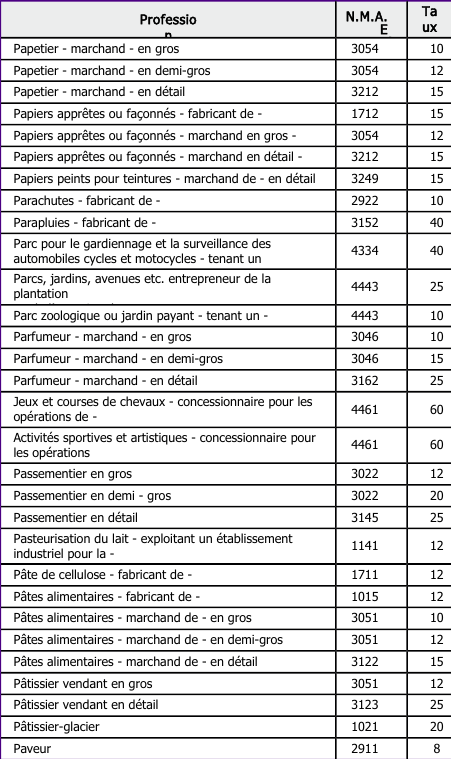 Professio N.M.A. Ta
n E ux
Papetier - marchand - en gros 3054 10
Papetier - marchand - en demi-gros 3054 12
Papetier - marchand - en détail 3212 15
Papiers apprêtes ou façonnés - fabricant de - 1712 15
Papiers apprêtes ou façonnés - marchand en gros - 3054 12
Papiers apprêtes ou façonnés - marchand en détail - 3212 15
Papiers peints pour teintures - marchand de - en détail 3249 15
Parachutes - fabricant de - 2922 10
Parapluies - fabricant de - 3152 40
Parc pour le gardiennage et la surveillance des
automobiles cycles et motocycles - tenant un 4334 40
Parcs, jardins, avenues etc. entrepreneur de la
plantation 4443 25
Parc zoologique ou jardin payant - tenant un - 4443 10
Parfumeur - marchand - en gros 3046 10
Parfumeur - marchand - en demi-gros 3046 15
Parfumeur - marchand - en détail 3162 25
Jeux et courses de chevaux - concessionnaire pour les
opérations de - 4461 60
Activités sportives et artistiques - concessionnaire pour
les opérations 4461 60
Passementier en gros 3022 12
Passementier en demi - gros 3022 20
Passementier en détail 3145 25
Pasteurisation du lait - exploitant un établissement
industriel pour la - 1141 12
Pâte de cellulose - fabricant de - 1711 12
Pâtes alimentaires - fabricant de - 1015 12
Pâtes alimentaires - marchand de - en gros 3051 10
Pâtes alimentaires - marchand de - en demi-gros 3051 12
Pâtes alimentaires - marchand de - en détail 3122 15
Pâtissier vendant en gros 3051 12
Pâtissier vendant en détail 3123 25
Pâtissier-glacier 1021 20
Paveur 2911 8